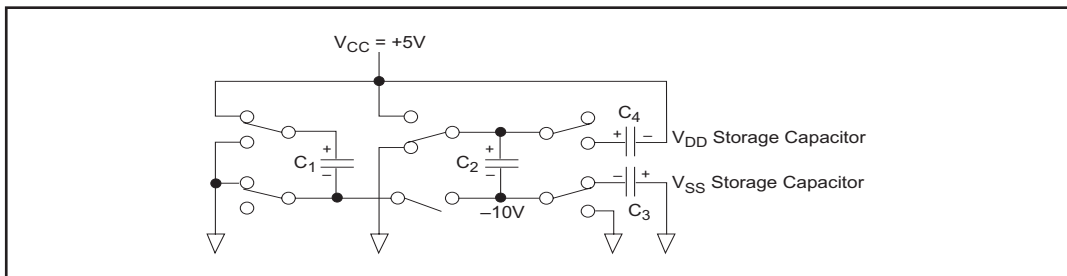 V_CC = +5V
C_4
+ −
V_DD Storage Capacitor
+
C_1
−
+
C_2
−
− +
V_SS Storage Capacitor
C_3
−10V